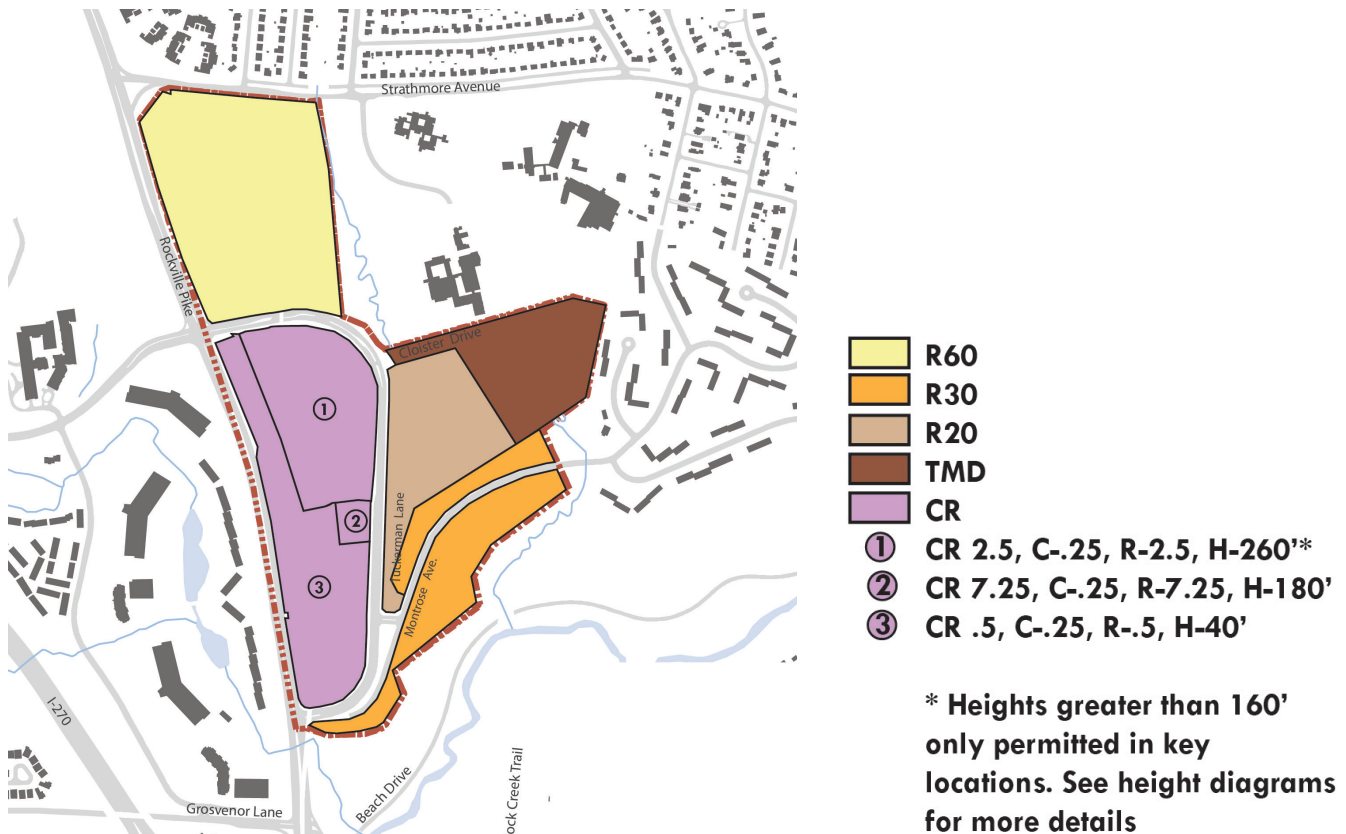 Strathmore Avenue
Rockville Pike
Cloister Drive
1
2
3
Tuckerman Lane
Montrose Ave.
I-270
Grosvenor Lane
Beach Drive
ock Creek Trail
R60
R30
R20
TMD
CR
1 CR 2.5, C-.25, R-2.5, H-260’*
2 CR 7.25, C-.25, R-7.25, H-180’
3 CR .5, C-.25, R-.5, H-40’
* Heights greater than 160’
only permitted in key
locations. See height diagrams
for more details